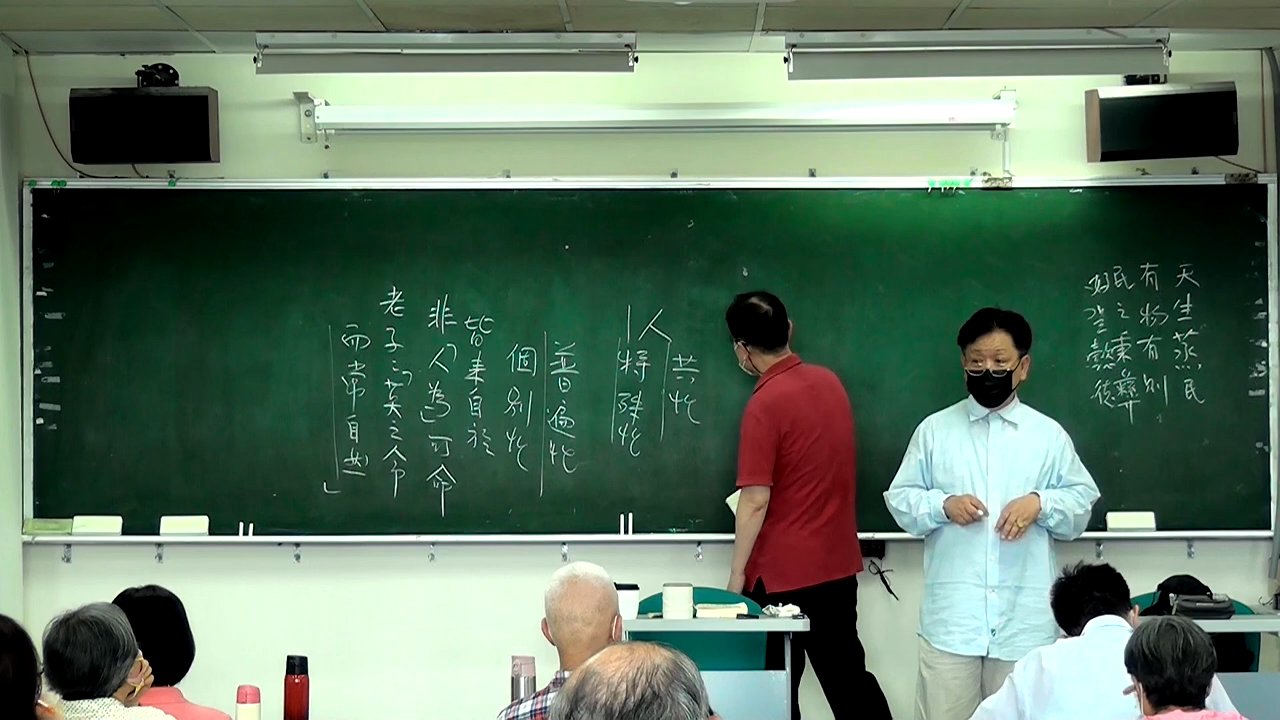 天生蒸民
有物有則
民之秉彝
好是懿德
人
共性
特殊性
普遍性
個別性
皆來自於
非人為可命
老子「莫之命
而常自然」